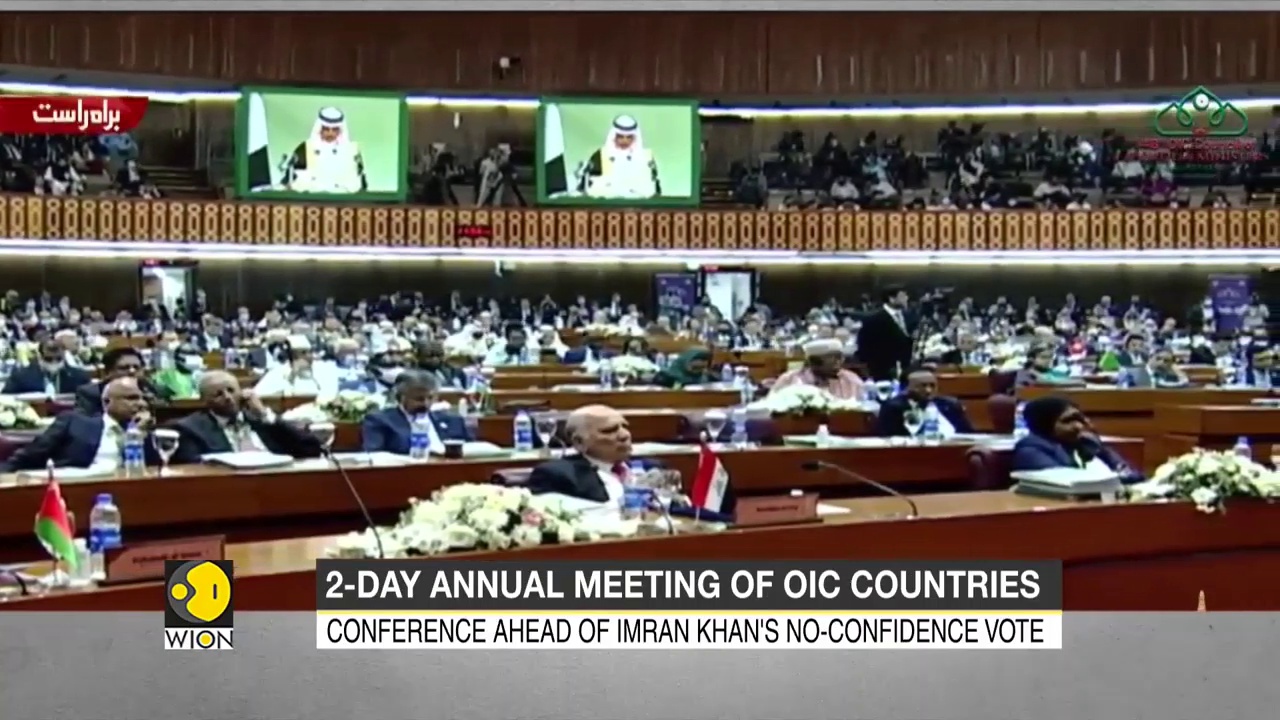 براہ راست
2-DAY ANNUAL MEETING OF OIC COUNTRIES
CONFERENCE AHEAD OF IMRAN KHAN'S NO-CONFIDENCE VOTE
WION